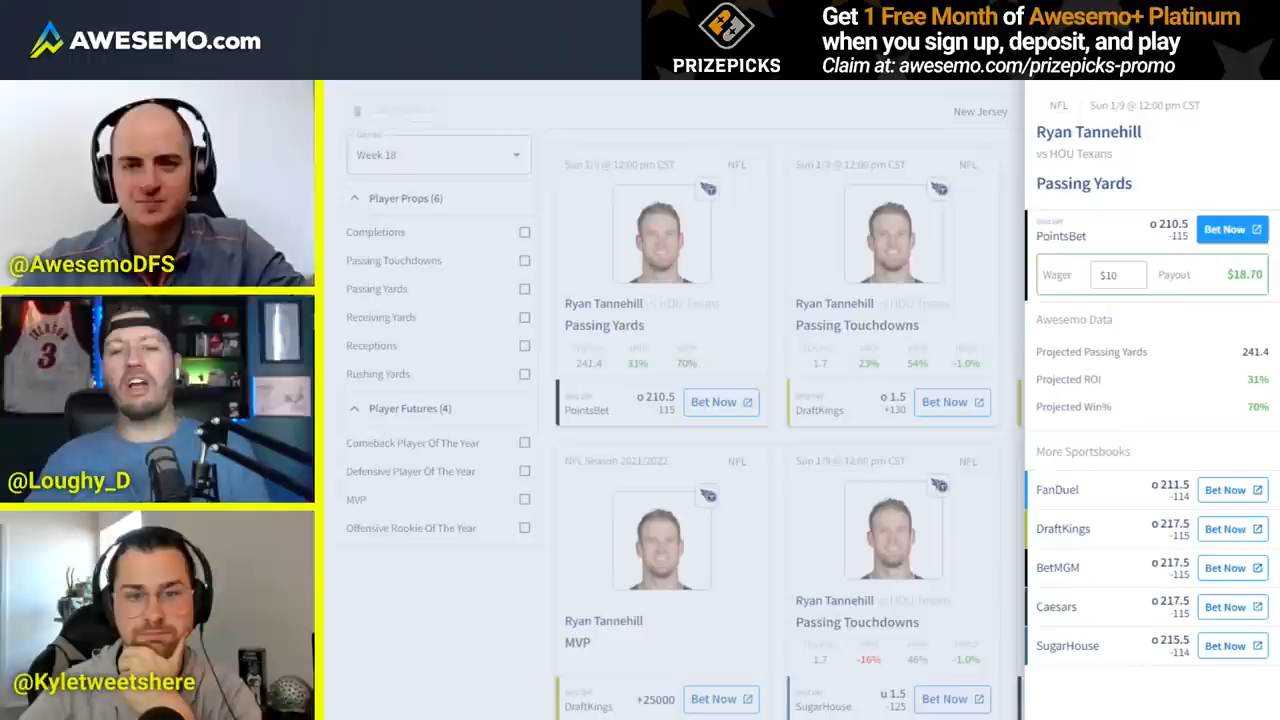 AWESEMO.com
PRIZEPICKS
Get 1 Free Month of Awesemo+ Platinum
when you sign up, deposit, and play
Claim at: awesemo.com/prizepicks-promo
@AwesemoDFS
3
@Loughy_D
@Kyletweetshere
New Jersey
Week 18
Player Props (6)
Completions
Passing Touchdowns
Passing Yards
Receiving Yards
Receptions
Rushing Yards
Player Futures (4)
Comeback Player Of The Year
Defensive Player Of The Year
MVP
Offensive Rookie Of The Year
Sun 1/9 @ 12:00 pm CST NFL
Ryan Tannehill vs HOU Texans
Passing Yards
241.4 31% 70%
PointsBet
o 210.5
-115
Bet Now
Sun 1/9 @ 12:00 pm CST NFL
Ryan Tannehill vs HOU Texans
Passing Touchdowns
1.7 23% 54% -1.0%
DraftKings
o 1.5
+130
Bet Now
NFL Season 2021/2022 NFL
Ryan Tannehill
MVP
DraftKings
+25000
Bet Now
Sun 1/9 @ 12:00 pm CST NFL
Ryan Tannehill vs HOU Texans
Passing Touchdowns
1.7 -16% 46% -1.0%
SugarHouse
u 1.5
-125
Bet Now
NFL Sun 1/9 @ 12:00 pm CST
Ryan Tannehill
vs HOU Texans
Passing Yards
PointsBet
o 210.5
-115
Bet Now
Wager $10 Payout $18.70
Awesemo Data
Projected Passing Yards 241.4
Projected ROI 31%
Projected Win% 70%
More Sportsbooks
FanDuel
o 211.5
-114
Bet Now
DraftKings
o 217.5
-115
Bet Now
BetMGM
o 217.5
-115
Bet Now
Caesars
o 217.5
-115
Bet Now
SugarHouse
o 215.5
-114
Bet Now